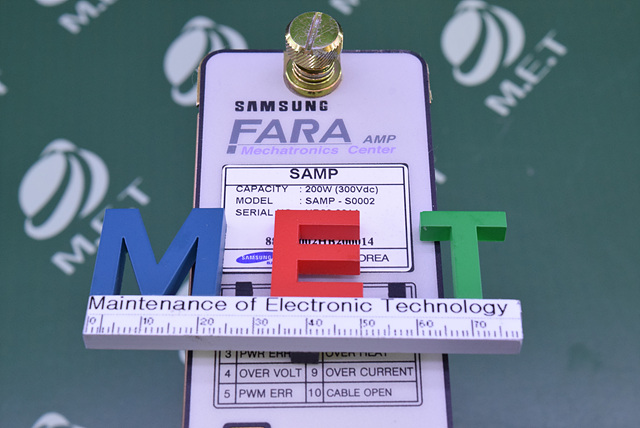 SAMSUNG
FARA AMP
Mechatronics Center
SAMP
CAPACITY : 200W (300Vdc)
MODEL : SAMP - S0002
SERIAL
SAMSUNG
KOREA
MET
Maintenance of Electronic Technology
0 10 20 30 40 50 60 70
3 PWR ERR OVER HEAT
4 OVER VOLT 9 OVER CURRENT
5 PWM ERR 10 CABLE OPEN
M.E.T
M.E.T
M.E.T